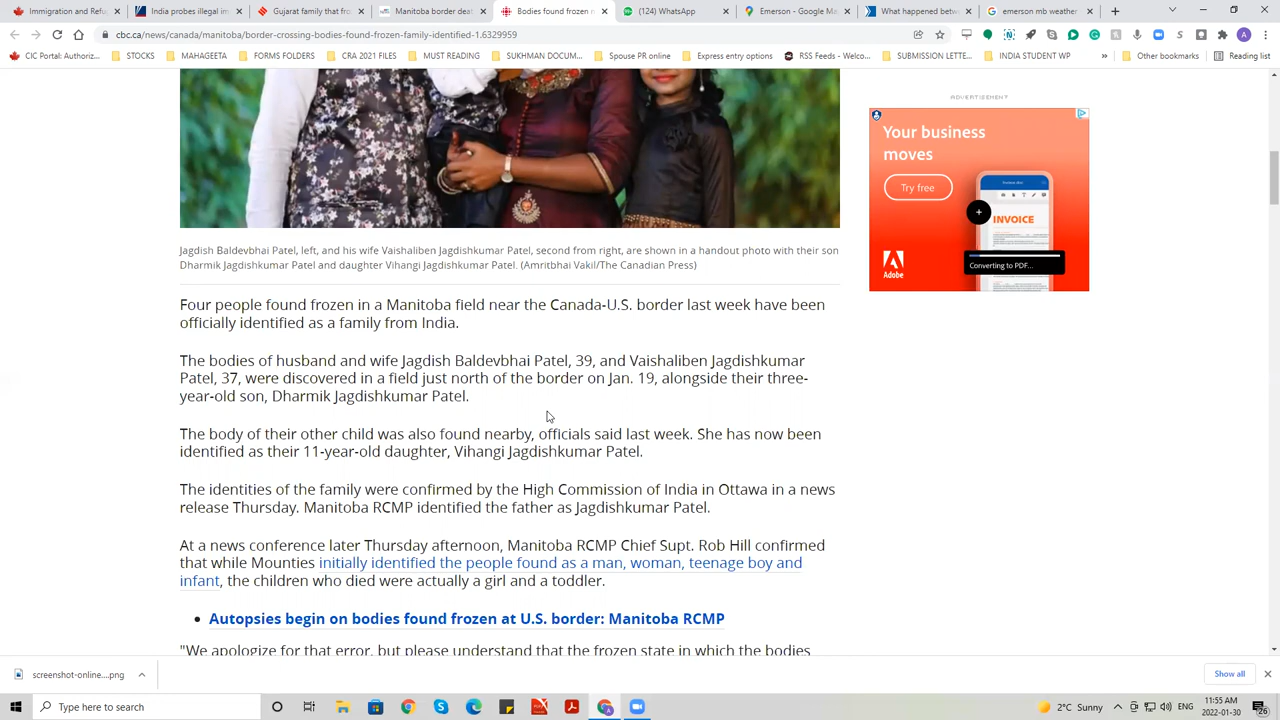 Immigration and Refug
India probes illegal im
Gujarat family that fro
Manitoba border deat
Bodies found frozen n
(124) WhatsApp
Emerson - Google Ma
What happened betw
emerson mb weather
cbc.ca/news/canada/manitoba/border-crossing-bodies-found-frozen-family-identified-1.6329959
CIC Portal: Authoriz...
STOCKS
MAHAGEETA
FORMS FLDRERS
CRA 2021 FILES
MUST READING
SUKHMAN DOCUM...
Spouse PR online
Express entry options
RSS Feeds - Welco...
SUBMISSION LETTE...
INDIA STUDENT WP
»
Other bookmarks
Reading list
ADVERTISEMENT
Your business
moves
Try free
INVOICE
Converting to PDF...
Adobe
Jagdish Baldevbhai Patel, left, and his wife Vaishaliben Jagdishkumar Patel, second from right, are shown in a handout photo with their son
Dharmik Jagdishkumar Patel and daughter Vihangi Jagdishkumar Patel. (Amritbha Vakil/The Canadian Press)
Four people found frozen in a Manitoba field near the Canada-U.S. border last week have been
officially identified as a family from India.
The bodies of husband and wife Jagdish Baldevbhai Patel, 39, and Vaishaliben Jagdishkumar
Patel, 37, were discovered in a field just north of the border on Jan. 19, alongside their three-
year-old son, Dharmik Jagdishkumar Patel.
The body of their other child was also found nearby, officials said last week. She has now been
identified as their 11-year-old daughter, Vihangi Jagdishkumar Patel.
The identities of the family were confirmed by the High Commission of India in Ottawa in a news
release Thursday. Manitoba RCMP identified the father as Jagdishkumar Patel.
At a news conference later Thursday afternoon, Manitoba RCMP Chief Supt. Rob Hill confirmed
that while Mounties initially identified the people found as a man, woman, teenage boy and
infant, the children who died were actually a girl and a toddler.
• Autopsies begin on bodies found frozen at U.S. border: Manitoba RCMP
"We apologize for that error, but please understand that the frozen state in which the bodies
screenshot-online....png
Show all
Type here to search
2°C Sunny
ENG
11:55 AM
2022-01-30